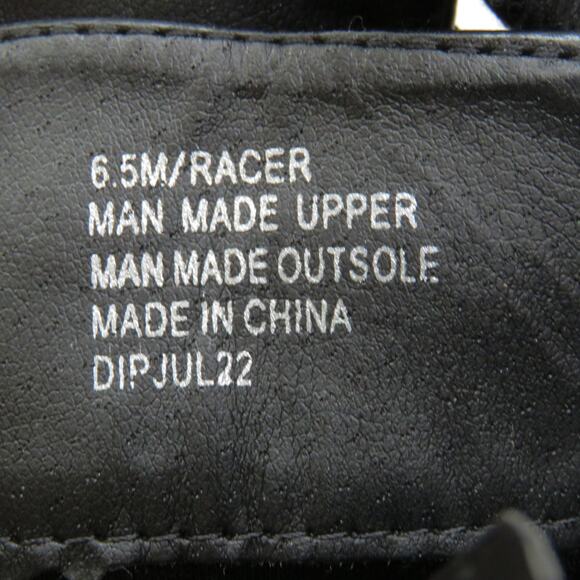 6.5M/RACER
MAN MADE UPPER
MAN MADE OUTSOLE
MADE IN CHINA
DIPJUL22